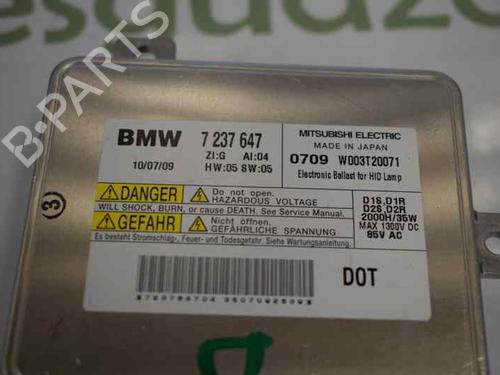 BMW 7 237 647
ZI:G AI:04
10/07/09 HW:05 SW:05
MITSUBISHI ELECTRIC
MADE IN JAPAN
0709 W003T20071
Electronic Ballast for HID Lamp
DANGER Do not open.
HAZARDOUS VOLTAGE
WILL SHOCK, BURN, or cause DEATH. See Service Manual.
GEFAHR Nicht öffnen.
GEFÄHRLICHE SPANNUNG
Es besteht Stromschlag-, Feuer- und Todesgefahr. Siehe Wartungsanleitung.
D1S,D1R
D2S,D2R
2000H/35W
MAX 1300V DC
85V AC
DOT
(3)
B-PARTS